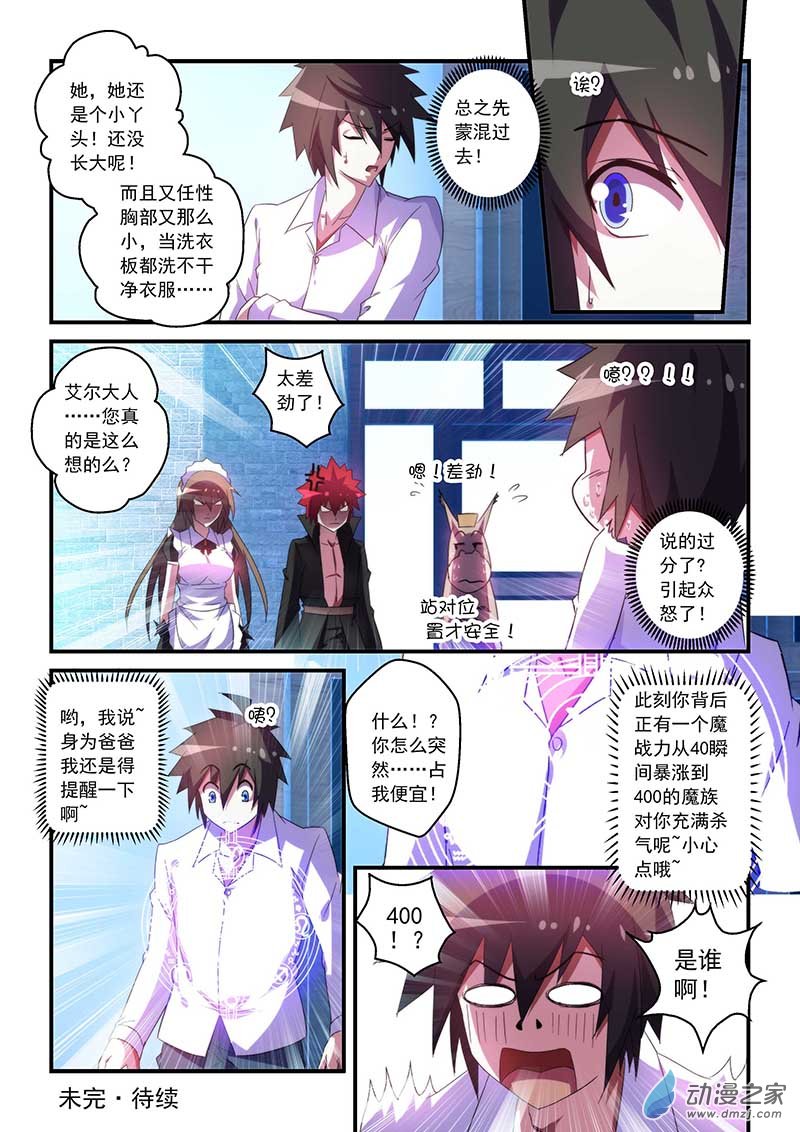 她，她还
是个小丫
头！还没
长大呢！
而且又任性
胸部又那么
小，当洗衣
板都洗不干
净衣服……
总之先
蒙混过
去！
诶？
艾尔大人
……您真
的是这么
想的么？
太差
劲了！
嗯！差劲！
站对位
置才安全！
噫？？！！
说的过
分了？
引起众
怒了！
哟，我说~
身为爸爸
我还是得
提醒一下
啊~
咦？
什么！？
你怎么突
然……占
我便宜！
此刻你背后
正有一个魔
战力从40瞬
间暴涨到
400的魔族
对你充满杀
气呢~小心
点哦~
400
！？
是谁
啊！
未完·待续
动漫之家
www.dmzj.com